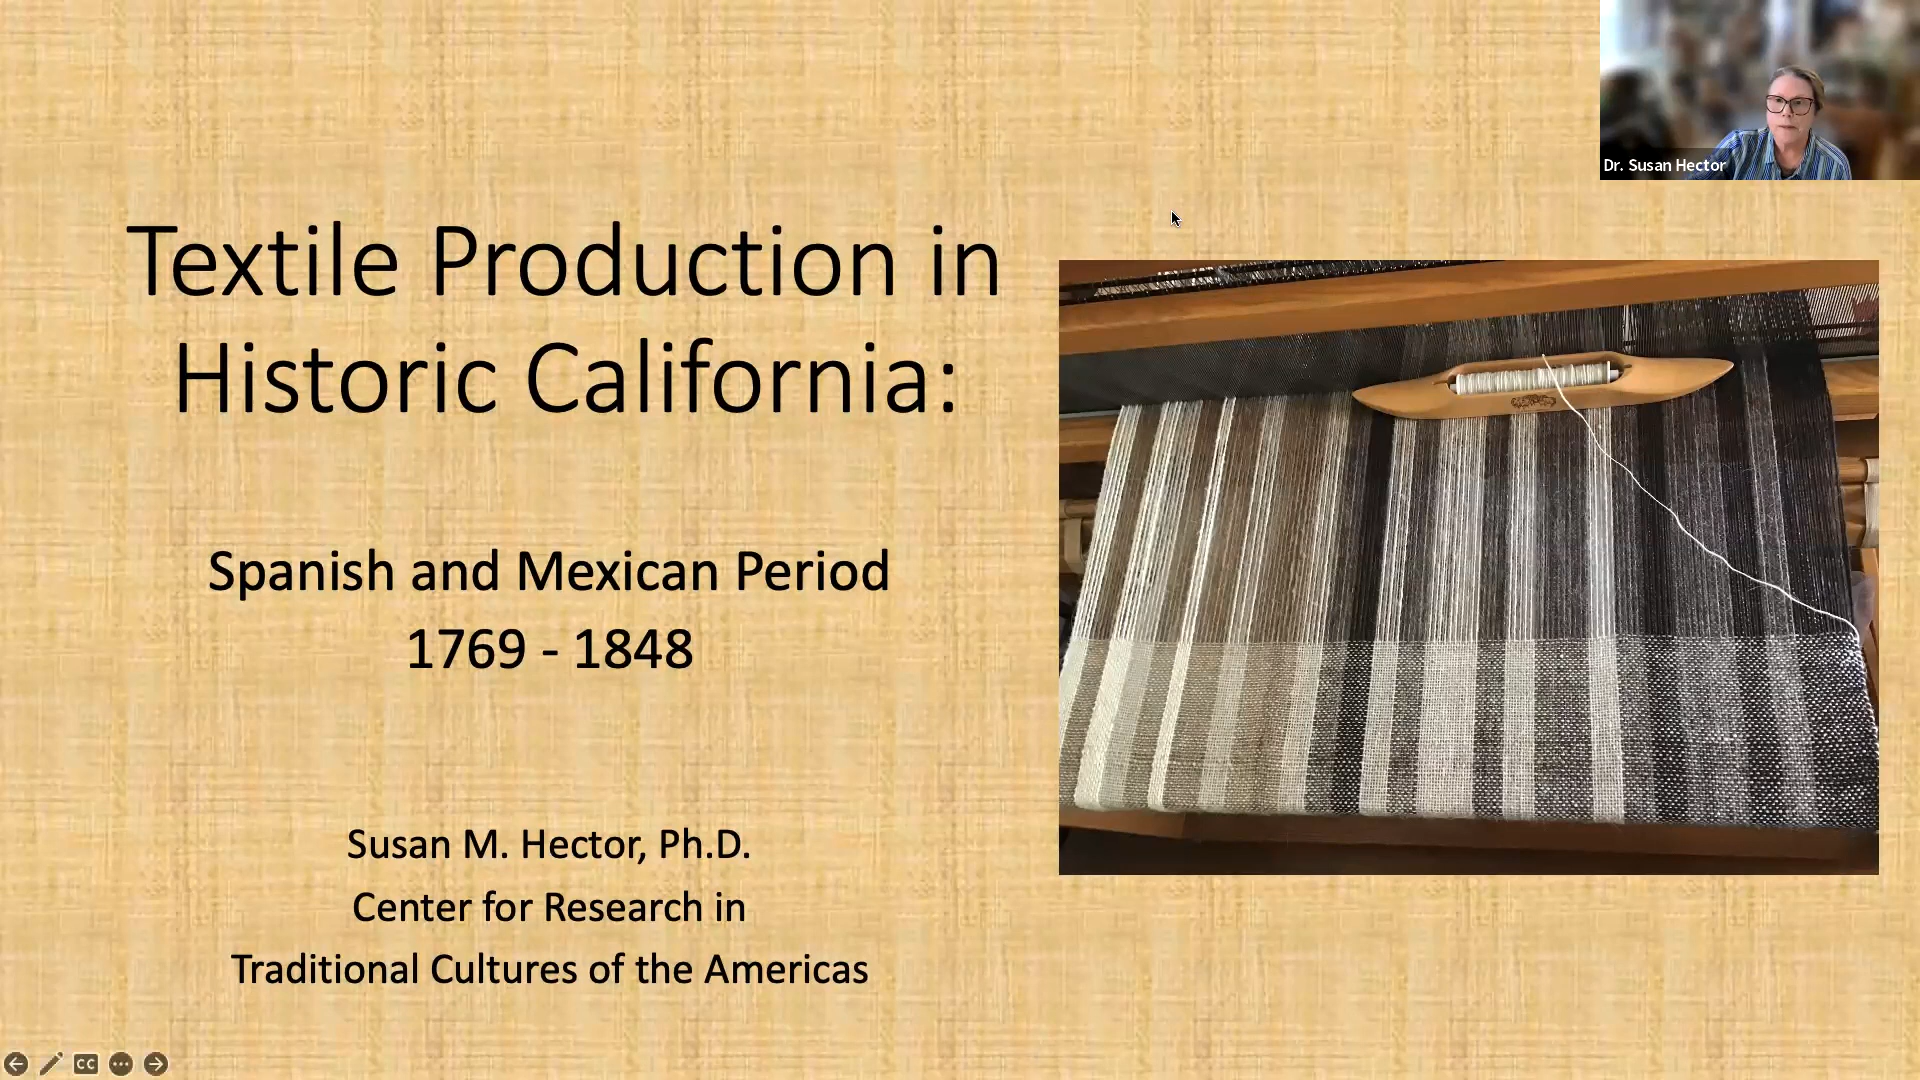 Dr. Susan Hector
Textile Production in
Historic California:
Spanish and Mexican Period
1769 - 1848
Susan M. Hector, Ph.D.
Center for Research in
Traditional Cultures of the Americas
CC